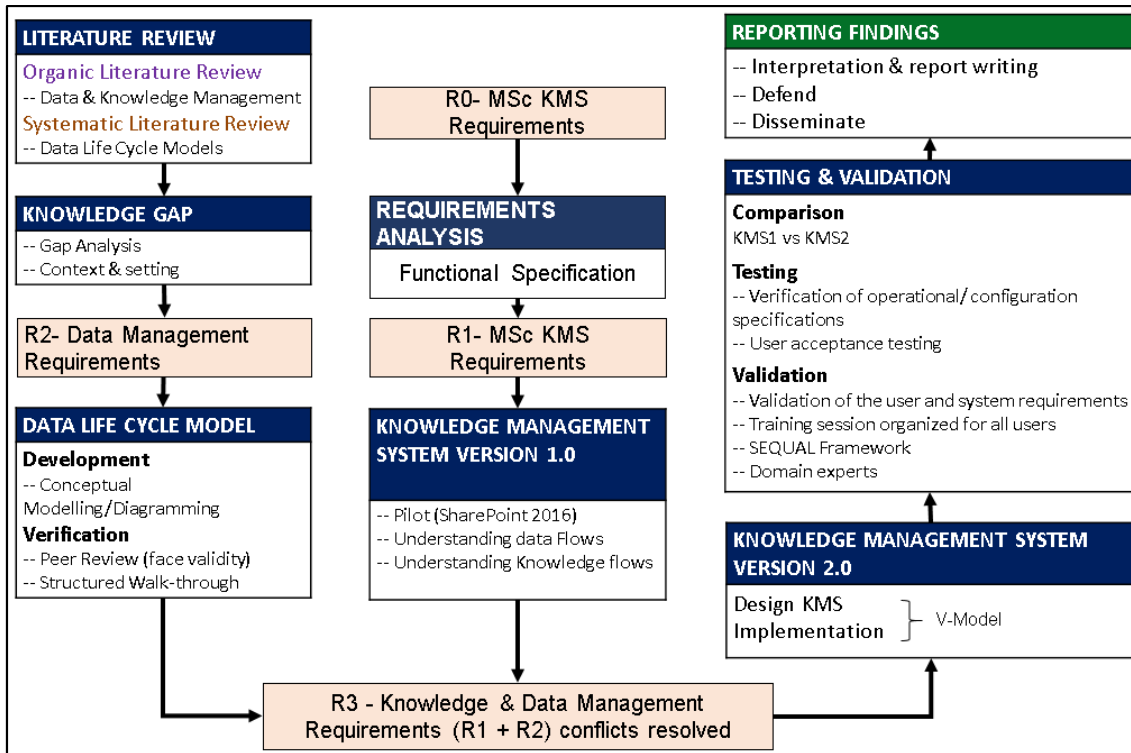 LITERATURE REVIEW
Organic Literature Review
-- Data & Knowledge Management
Systematic Literature Review
-- Data Life Cycle Models
KNOWLEDGE GAP
-- Gap Analysis
-- Context & setting
R2- Data Management
Requirements
DATA LIFE CYCLE MODEL
Development
-- Conceptual
Modelling/Diagramming
Verification
-- Peer Review (face validity)
-- Structured Walk-through
R0- MSc KMS
Requirements
REQUIREMENTS
ANALYSIS
Functional Specification
R1- MSc KMS
Requirements
KNOWLEDGE MANAGEMENT
SYSTEM VERSION 1.0
-- Pilot (SharePoint 2016)
-- Understanding data Flows
-- Understanding Knowledge flows
R3 - Knowledge & Data Management
Requirements (R1 + R2) conflicts resolved
REPORTING FINDINGS
-- Interpretation & report writing
-- Defend
-- Disseminate
TESTING & VALIDATION
Comparison
KMS1 vs KMS2
Testing
-- Verification of operational/ configuration
specifications
-- User acceptance testing
Validation
-- Validation of the user and system requirements
-- Training session organized for all users
-- SEQUAL Framework
-- Domain experts
KNOWLEDGE MANAGEMENT SYSTEM
VERSION 2.0
Design KMS
Implementation
V-Model